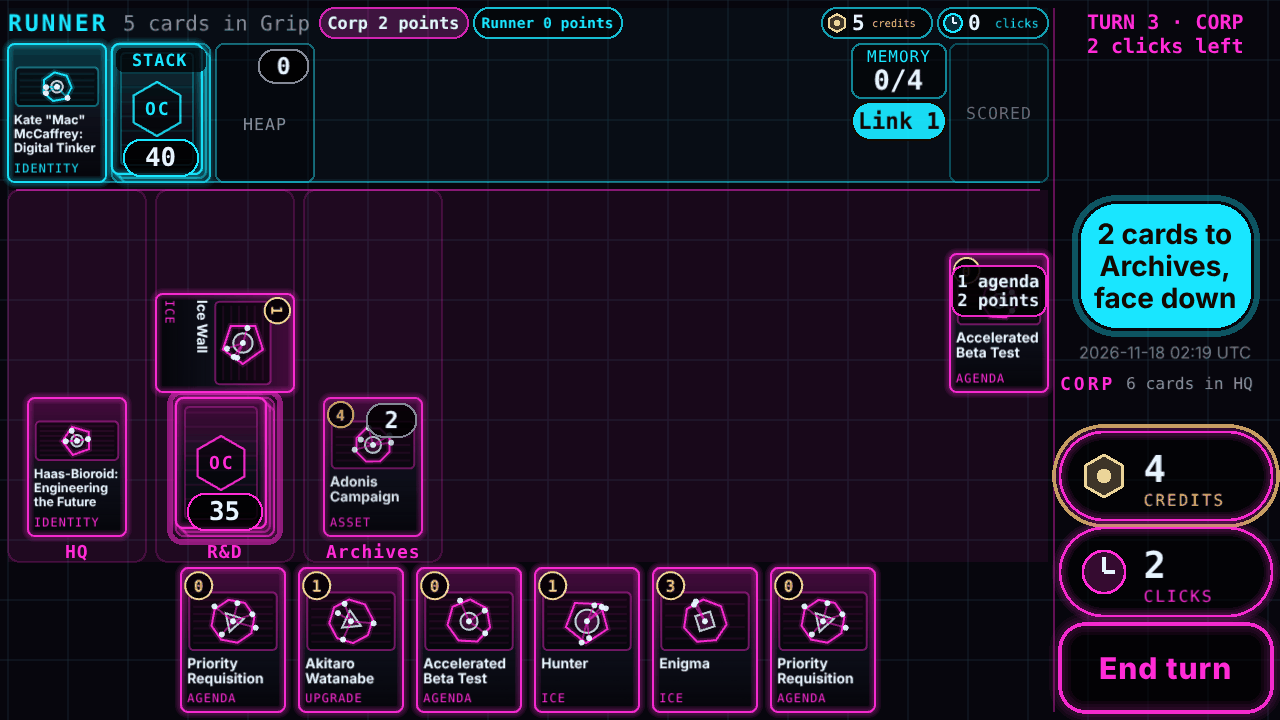 RUNNER 5 cards in Grip
Corp 2 points
Runner 0 points
5 credits
0 clicks
TURN 3 · CORP
2 clicks left
Kate "Mac"
McCaffrey:
Digital Tinker
IDENTITY
STACK
OC
40
0
HEAP
MEMORY
0/4
Link 1
SCORED
2 cards to
Archives,
face down
2026-11-18 02:19 UTC
CORP 6 cards in HQ
ICE
Ice Wall
1
1 agenda
2 points
Accelerated
Beta Test
AGENDA
Haas-Bioroid:
Engineering
the Future
IDENTITY
HQ
OC
35
R&D
4
2
Adonis
Campaign
ASSET
Archives
4
CREDITS
2
CLICKS
End turn
0
Priority
Requisition
AGENDA
1
Akitaro
Watanabe
UPGRADE
0
Accelerated
Beta Test
AGENDA
1
Hunter
ICE
3
Enigma
ICE
0
Priority
Requisition
AGENDA